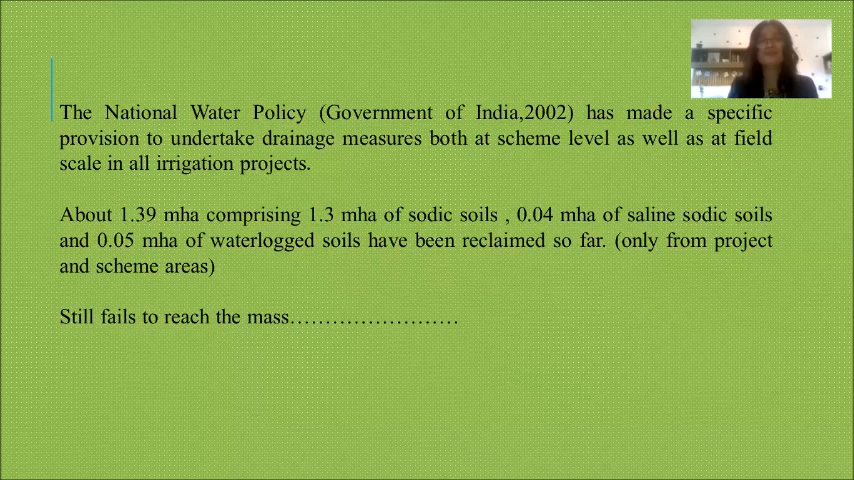 The National Water Policy (Government of India,2002) has made a specific
provision to undertake drainage measures both at scheme level as well as at field
scale in all irrigation projects.
About 1.39 mha comprising 1.3 mha of sodic soils , 0.04 mha of saline sodic soils
and 0.05 mha of waterlogged soils have been reclaimed so far. (only from project
and scheme areas)
Still fails to reach the mass……………………